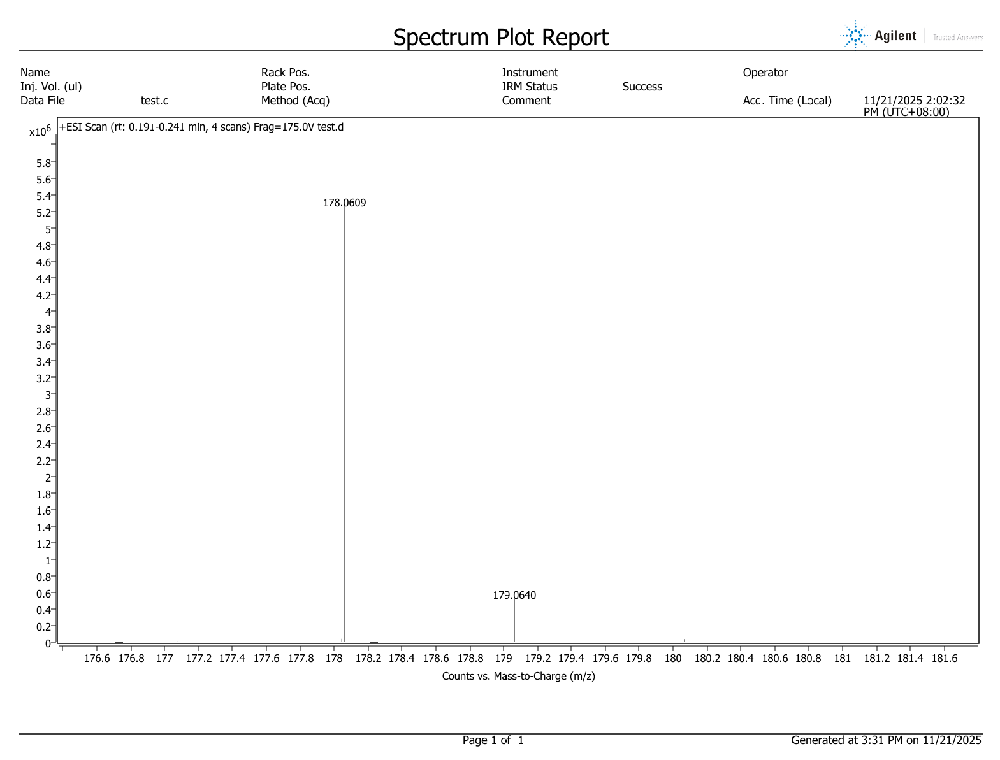 Spectrum Plot Report
Agilent Trusted Answers
Name Rack Pos. Instrument Operator
Inj. Vol. (ul) Plate Pos. IRM Status Success
Data File test.d Method (Acq) Comment Acq. Time (Local) 11/21/2025 2:02:32
PM (UTC+08:00)
x10⁶
+ESI Scan (rt: 0.191-0.241 min, 4 scans) Frag=175.0V test.d
5.8
5.6
5.4
178.0609
5.2
5
4.8
4.6
4.4
4.2
4
3.8
3.6
3.4
3.2
3
2.8
2.6
2.4
2.2
2
1.8
1.6
1.4
1.2
1
0.8
179.0640
0.6
0.4
0.2
0
176.6 176.8 177 177.2 177.4 177.6 177.8 178 178.2 178.4 178.6 178.8 179 179.2 179.4 179.6 179.8 180 180.2 180.4 180.6 180.8 181 181.2 181.4 181.6
Counts vs. Mass-to-Charge (m/z)
Page 1 of 1 Generated at 3:31 PM on 11/21/2025